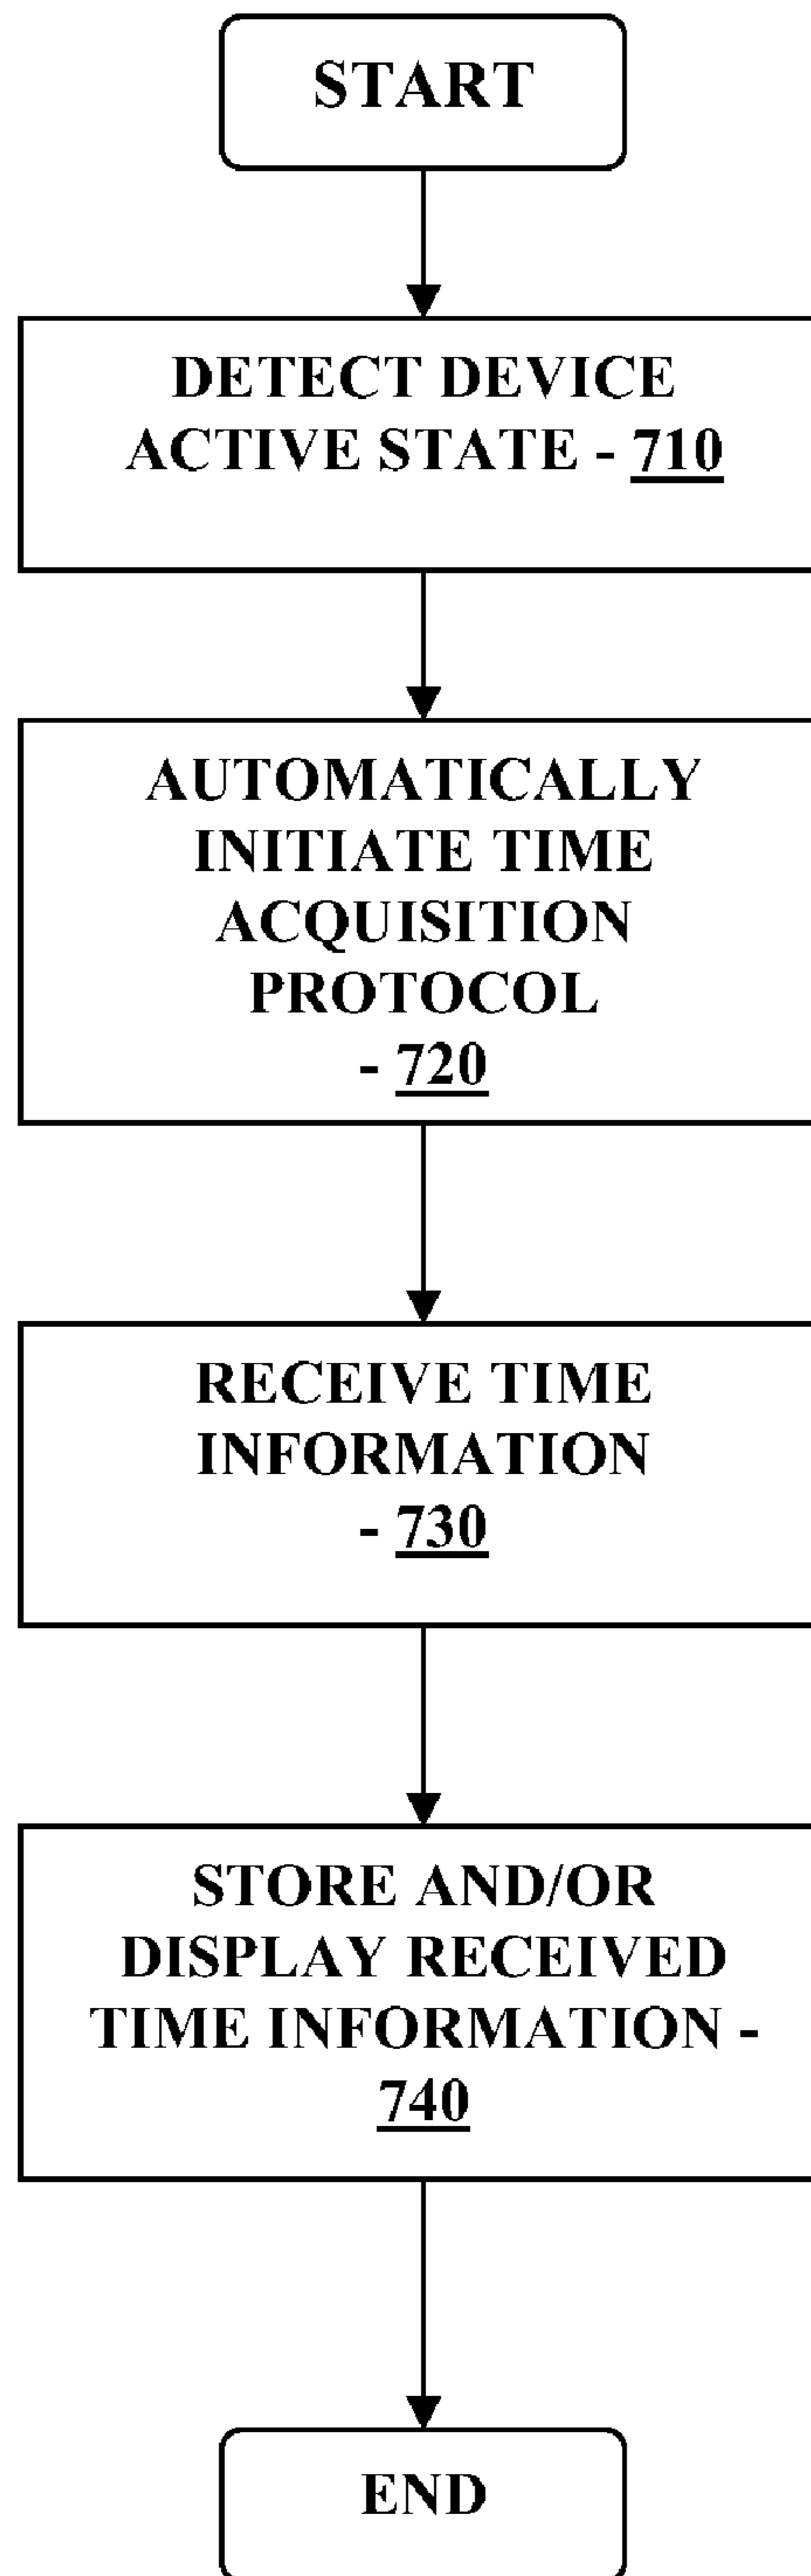 START
DETECT DEVICE
ACTIVE STATE - 710
AUTOMATICALLY
INITIATE TIME
ACQUISITION
PROTOCOL
- 720
RECEIVE TIME
INFORMATION
- 730
STORE AND/OR
DISPLAY RECEIVED
TIME INFORMATION -
740
END